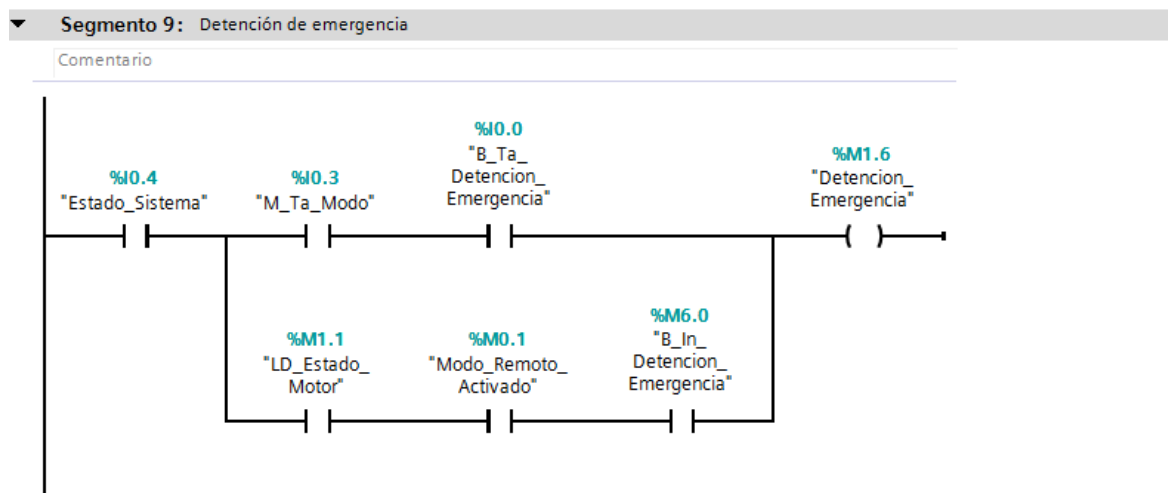 Segmento 9: Detención de emergencia
Comentario
%I0.4
"Estado_Sistema"
%I0.3
"M_Ta_Modo"
%I0.0
"B_Ta_
Detencion_
Emergencia"
%M1.6
"Detencion_
Emergencia"
%M1.1
"LD_Estado_
Motor"
%M0.1
"Modo_Remoto_
Activado"
%M6.0
"B_In_
Detencion_
Emergencia"